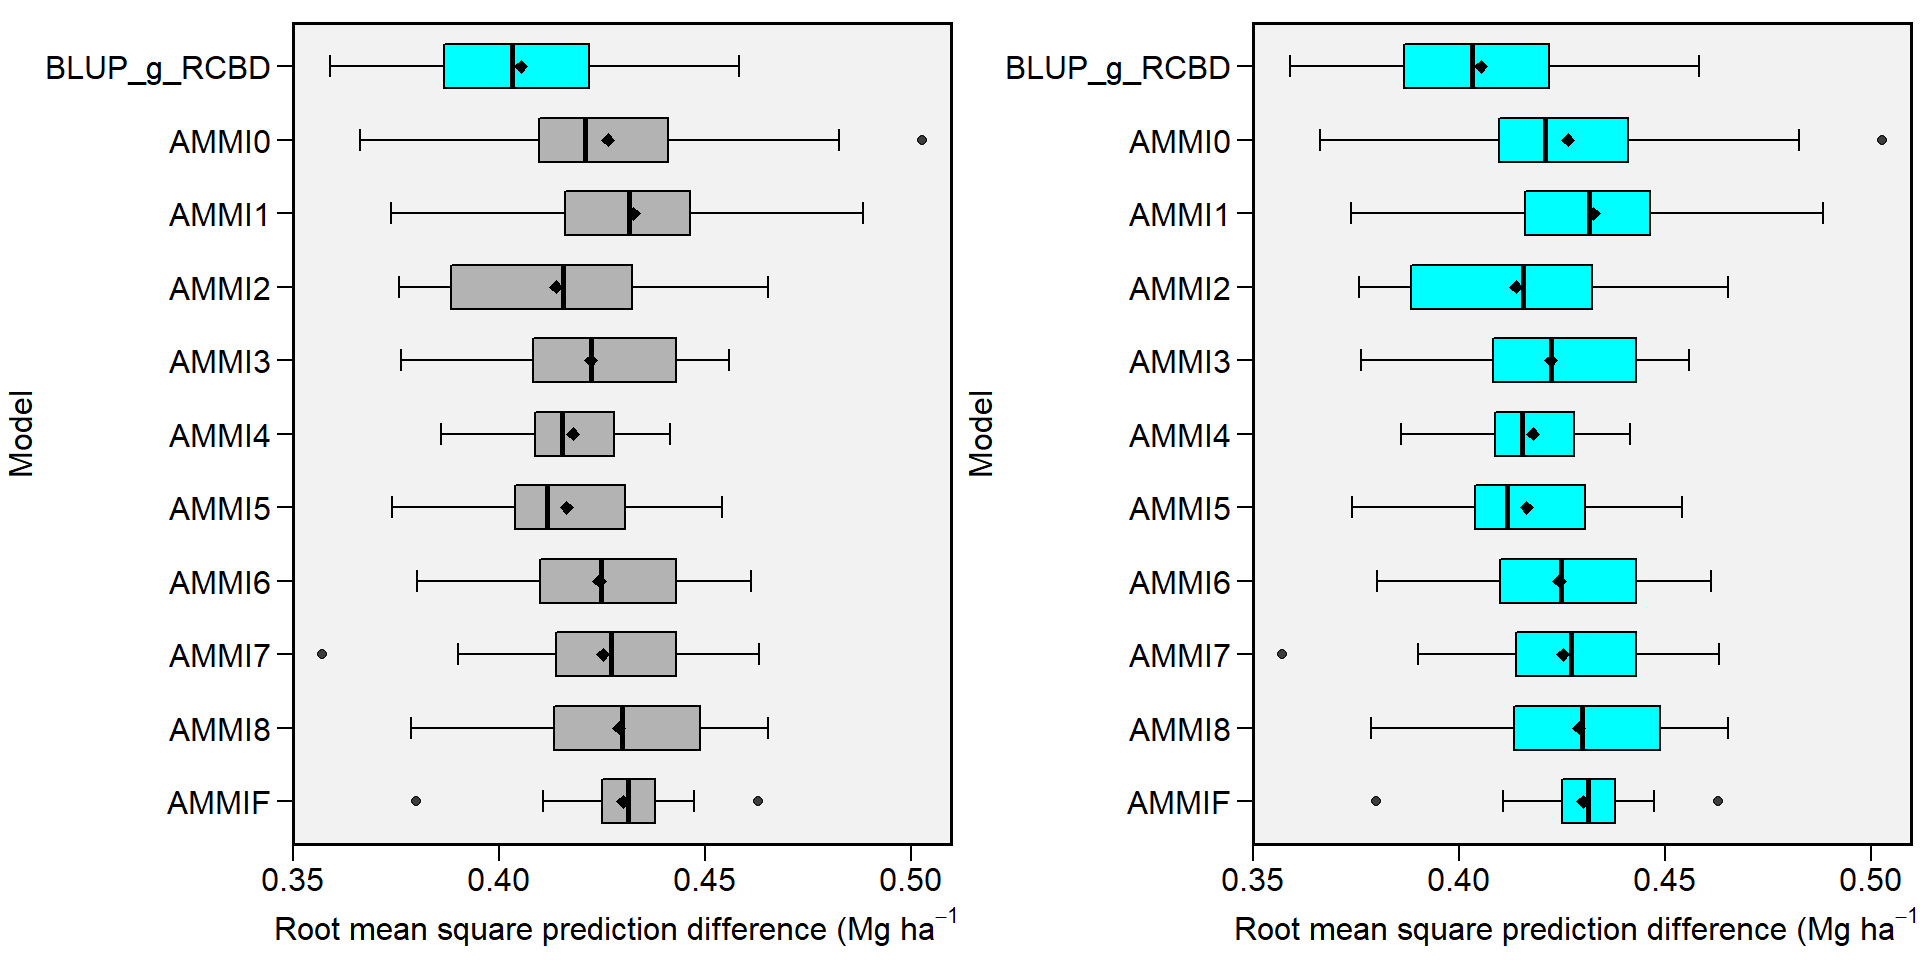 BLUP_g_RCBD
AMMI0
AMMI1
AMMI2
AMMI3
AMMI4
AMMI5
AMMI6
AMMI7
AMMI8
AMMIF
Model
0.35 0.40 0.45 0.50
Root mean square prediction difference (Mg ha⁻¹
BLUP_g_RCBD
AMMI0
AMMI1
AMMI2
AMMI3
AMMI4
AMMI5
AMMI6
AMMI7
AMMI8
AMMIF
Model
0.35 0.40 0.45 0.50
Root mean square prediction difference (Mg ha⁻¹